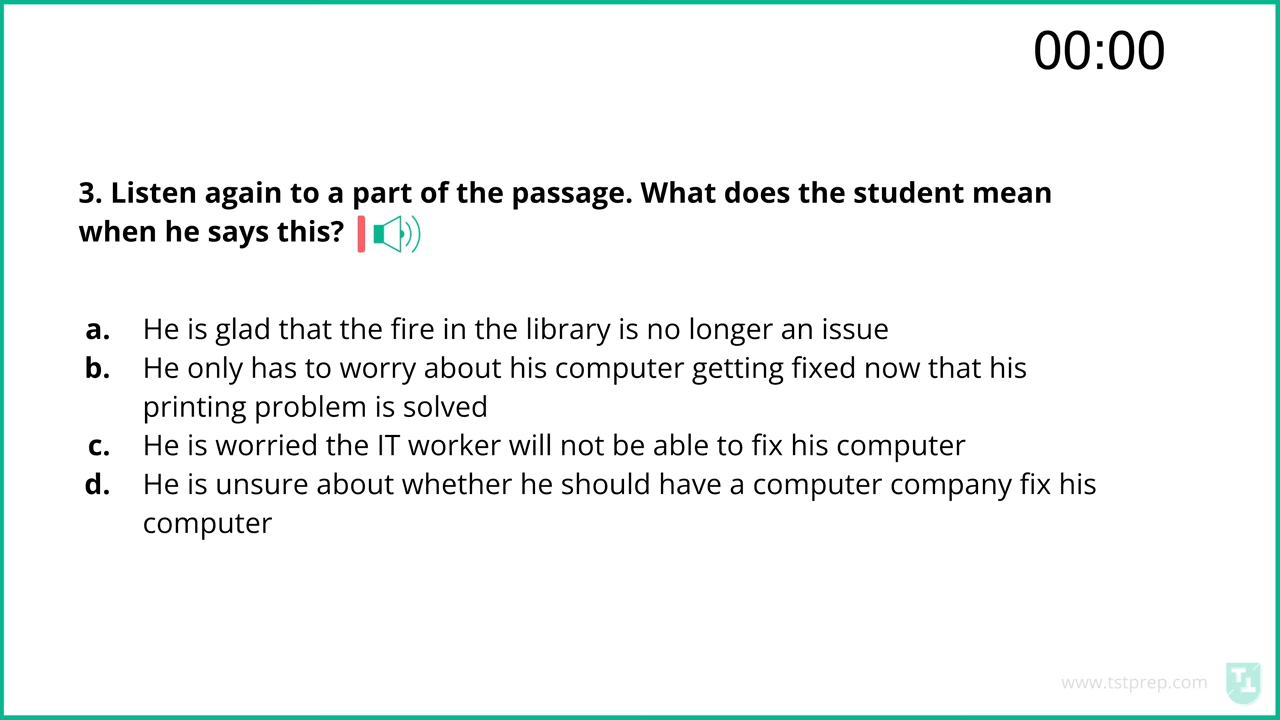 00:00
3. Listen again to a part of the passage. What does the student mean
when he says this?
a. He is glad that the fire in the library is no longer an issue
b. He only has to worry about his computer getting fixed now that his
printing problem is solved
c. He is worried the IT worker will not be able to fix his computer
d. He is unsure about whether he should have a computer company fix his
computer
www.tstprep.com